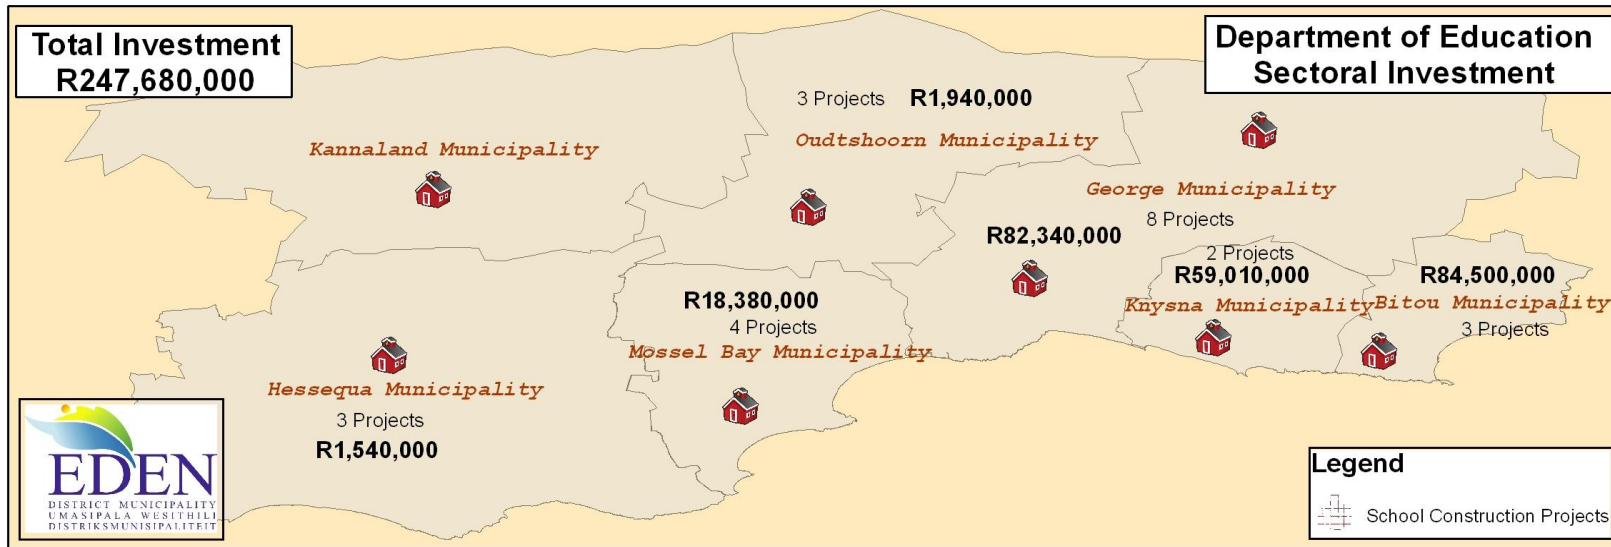 Total Investment
R247,680,000
Department of Education
Sectoral Investment
3 Projects R1,940,000
Kannaland Municipality
Oudtshoorn Municipality
George Municipality
8 Projects
R82,340,000
2 Projects
R59,010,000
Knysna Municipality
R84,500,000
Bitou Municipality
3 Projects
R18,380,000
4 Projects
Mossel Bay Municipality
Hessequa Municipality
3 Projects
R1,540,000
EDEN
DISTRICT MUNICIPALITY
UMASIPALA WESITHILI
DISTRIKSMUNISIPALITEIT
Legend
School Construction Projects